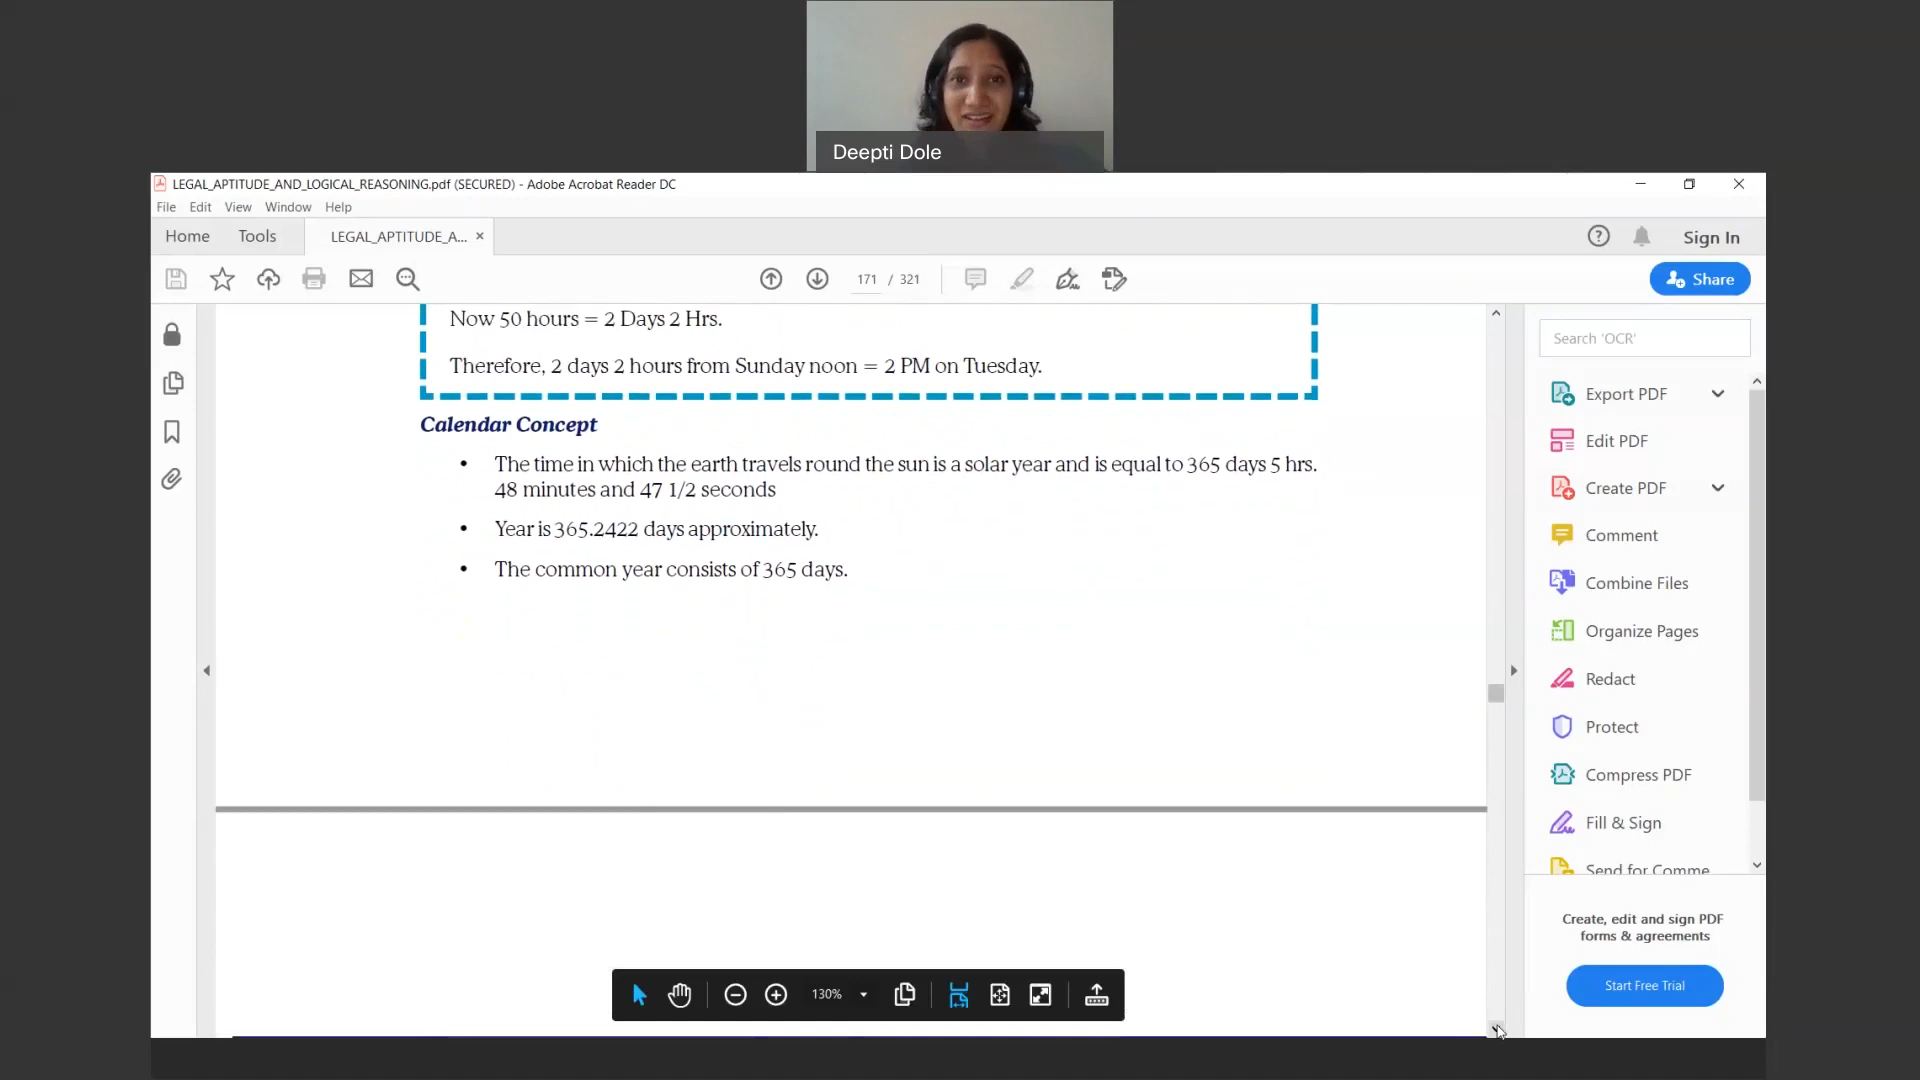 Deepti Dole
LEGAL_APTITUDE_AND_LOGICAL_REASONING.pdf (SECURED) - Adobe Acrobat Reader DC
File Edit View Window Help
Home Tools LEGAL_APTITUDE_A... × Sign In
171 / 321 Share
Now 50 hours = 2 Days 2 Hrs.
Therefore, 2 days 2 hours from Sunday noon = 2 PM on Tuesday.
Calendar Concept
• The time in which the earth travels round the sun is a solar year and is equal to 365 days 5 hrs.
48 minutes and 47 1/2 seconds
• Year is 365.2422 days approximately.
• The common year consists of 365 days.
130%
Search 'OCR'
Export PDF
Edit PDF
Create PDF
Comment
Combine Files
Organize Pages
Redact
Protect
Compress PDF
Fill & Sign
Send for Comme
Create, edit and sign PDF
forms & agreements
Start Free Trial